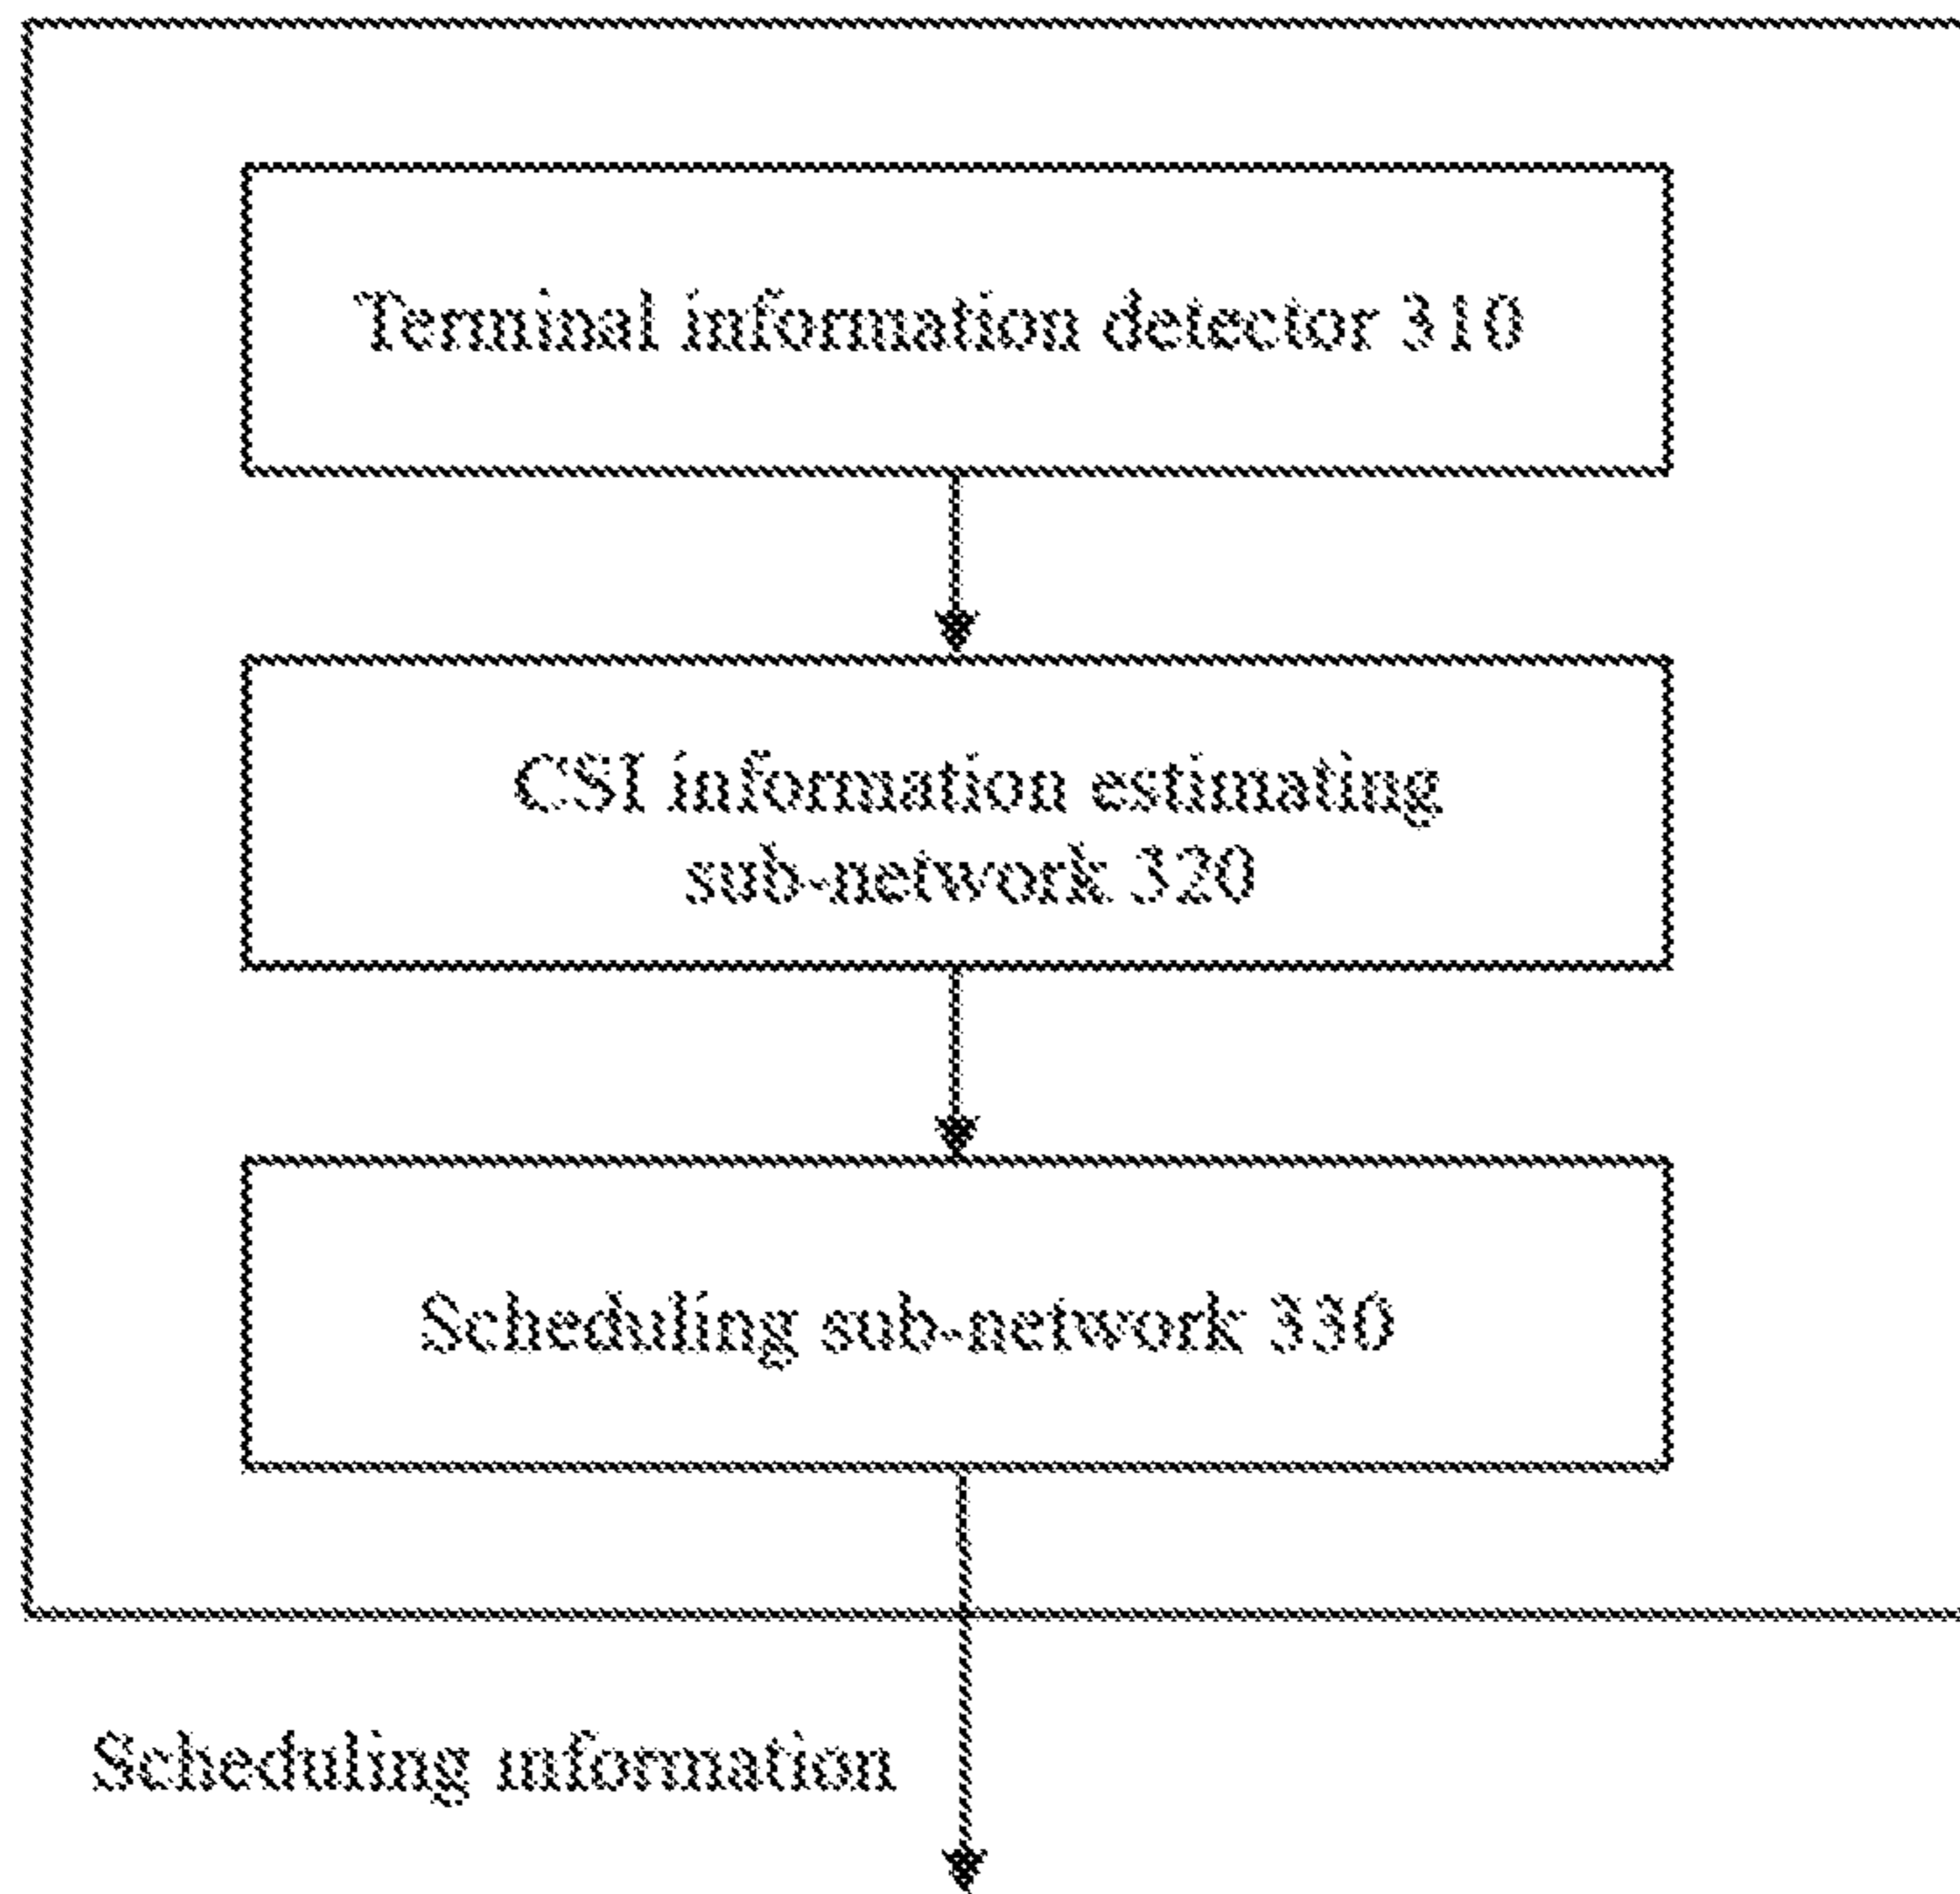 Terminal information detector 310
CSI information estimating
sub-network 320
Scheduling sub-network 330
Scheduling information